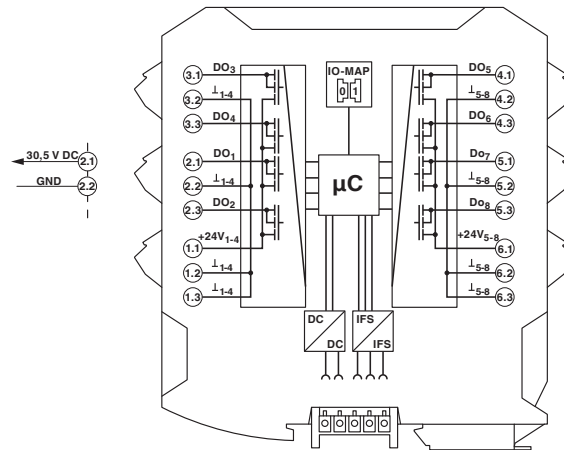 3.1 DO3
3.2 ⊥1-4
3.3 DO4
2.1 DO1
2.2 ⊥1-4
2.3 DO2
1.1 +24V1-4
1.2 ⊥1-4
1.3 ⊥1-4
30,5 V DC 2.1
GND 2.2
IO-MAP
0 1
µC
DC
DC
IFS
IFS
DO5 4.1
⊥5-8 4.2
DO6 4.3
Do7 5.1
⊥5-8 5.2
Do8 5.3
+24V5-8 6.1
⊥5-8 6.2
⊥5-8 6.3